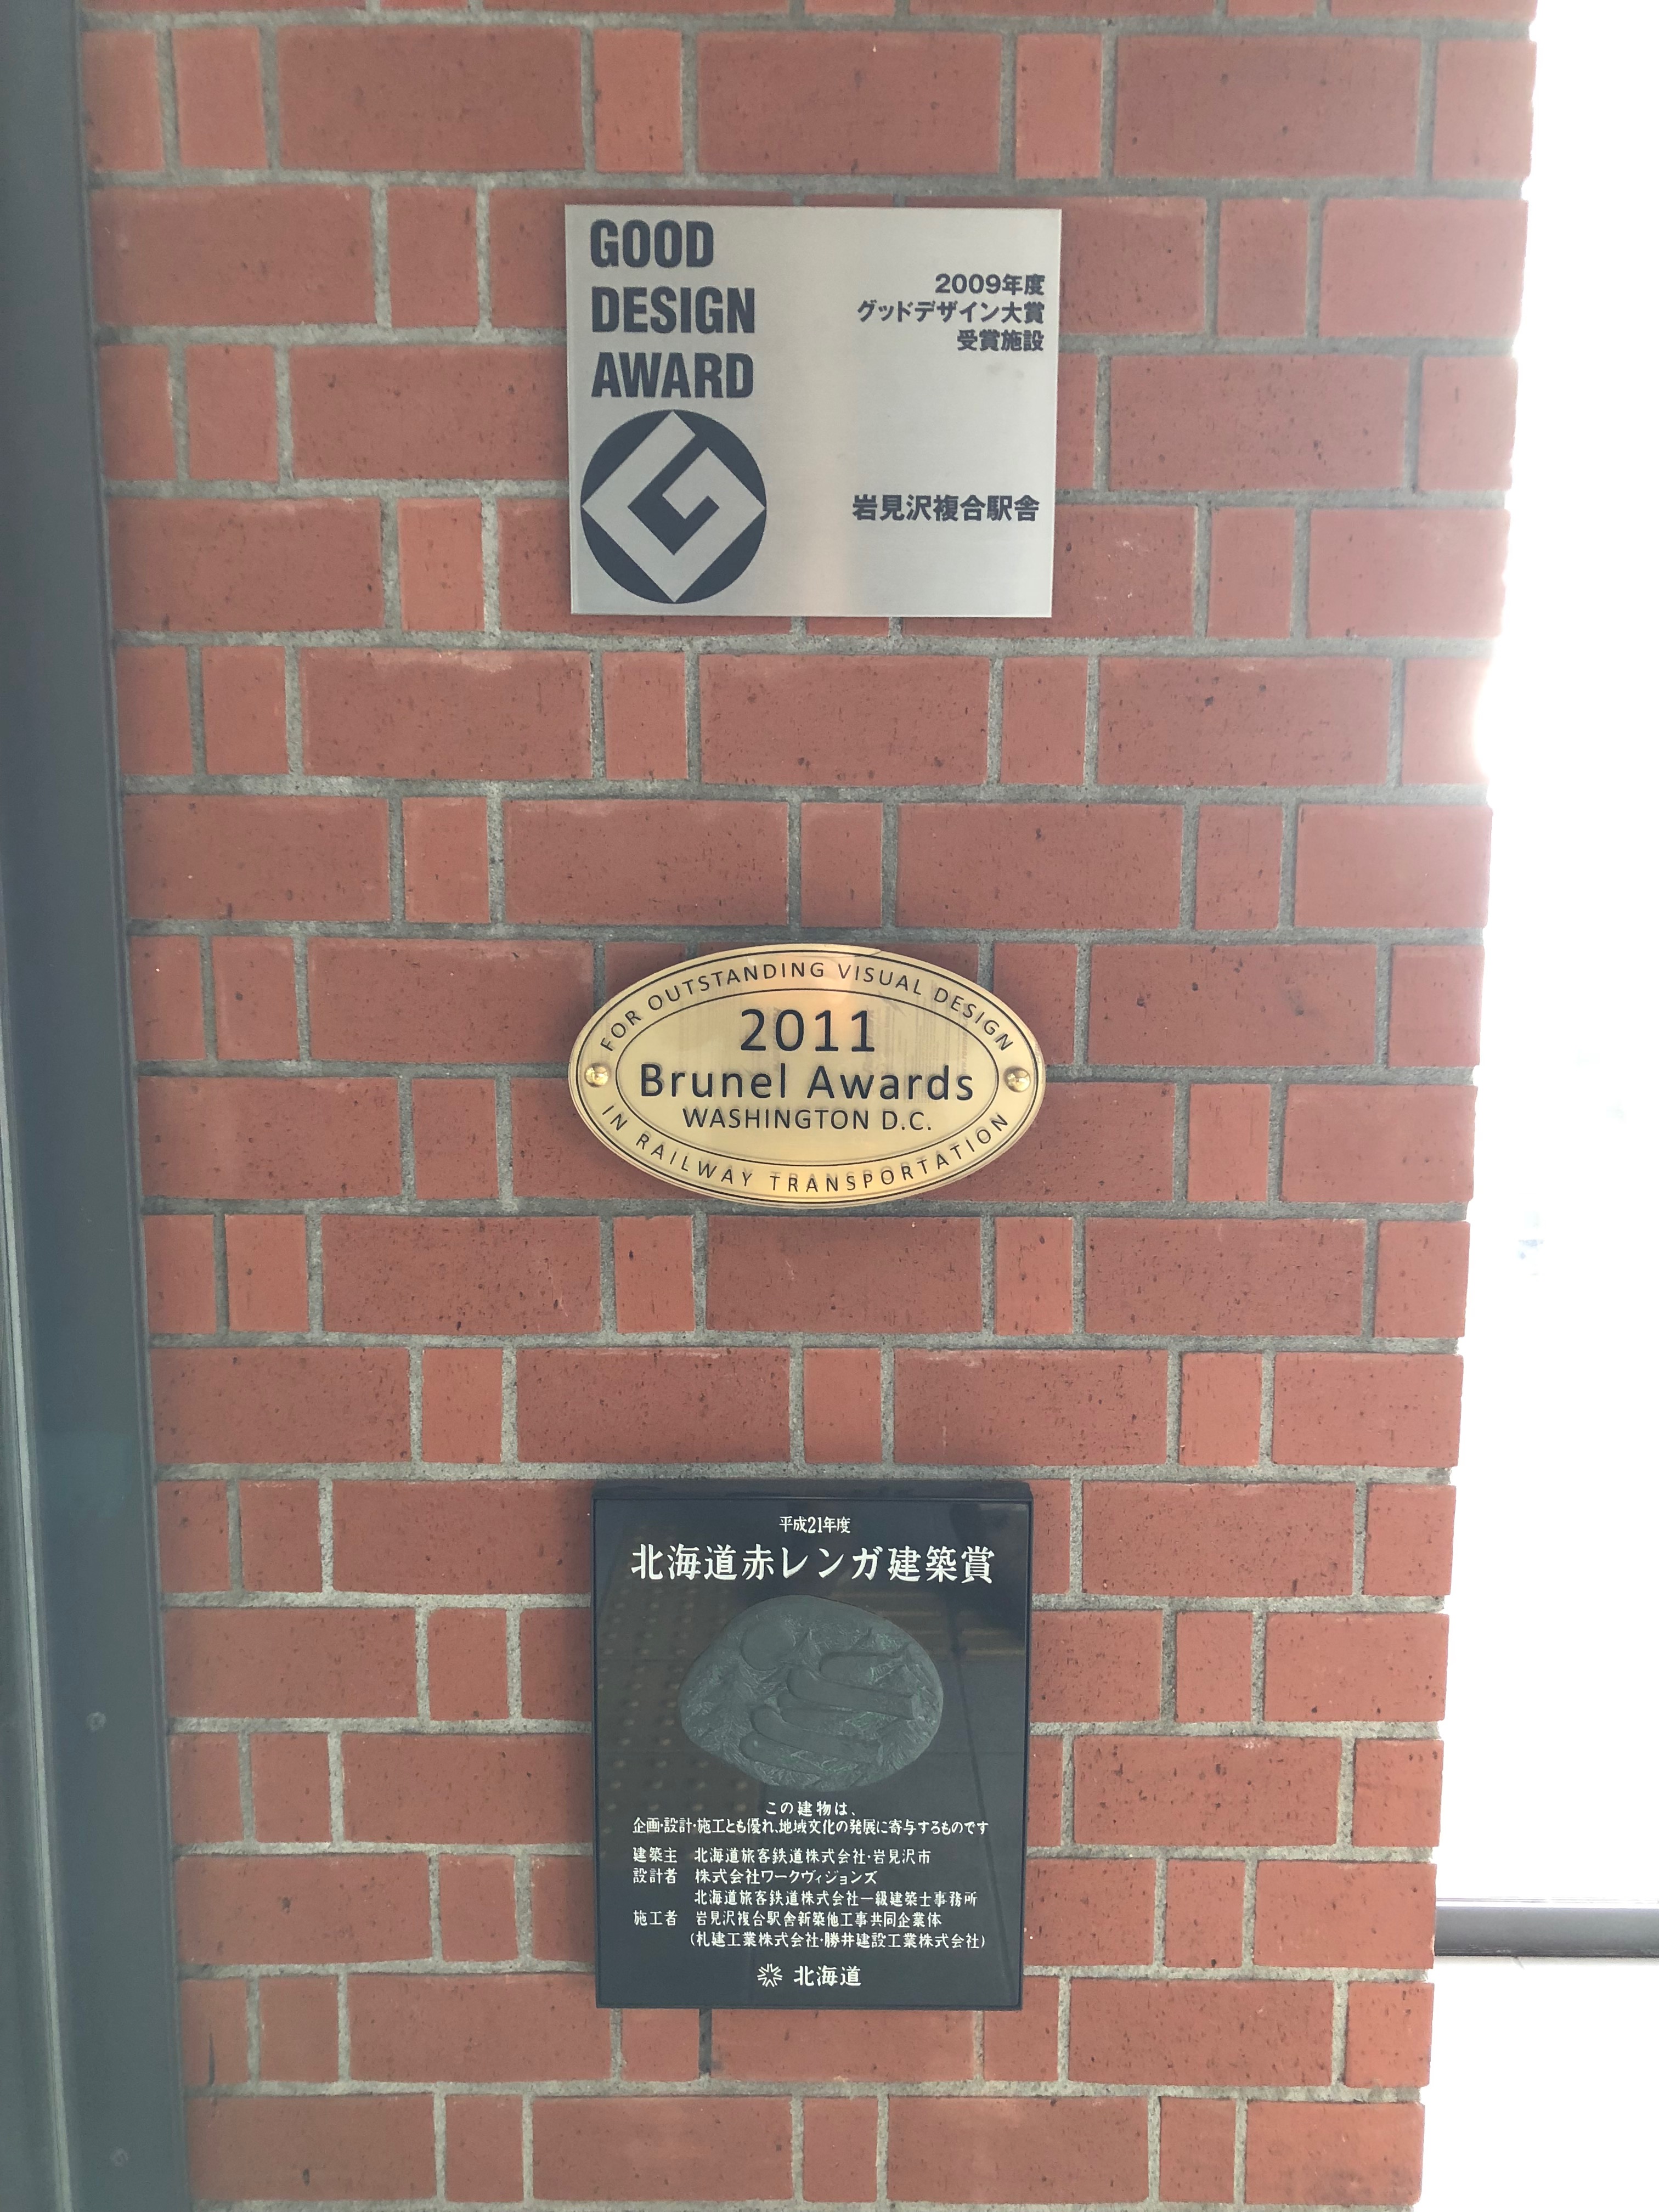 GOOD
DESIGN
AWARD
2009年度
グッドデザイン大賞
受賞施設
岩見沢複合駅舎
FOR OUTSTANDING VISUAL DESIGN
2011
Brunel Awards
WASHINGTON D.C.
IN RAILWAY TRANSPORTATION
平成21年度
北海道赤レンガ建築賞
この建物は、
企画・設計・施工とも優れ、地域文化の発展に寄与するものです
建築主 北海道旅客鉄道株式会社・岩見沢市
設計者 株式会社ワークヴィジョンズ
北海道旅客鉄道株式会社一級建築士事務所
施工者 岩見沢複合駅舎新築他工事共同企業体
(札建工業株式会社・勝井建設工業株式会社)
北海道